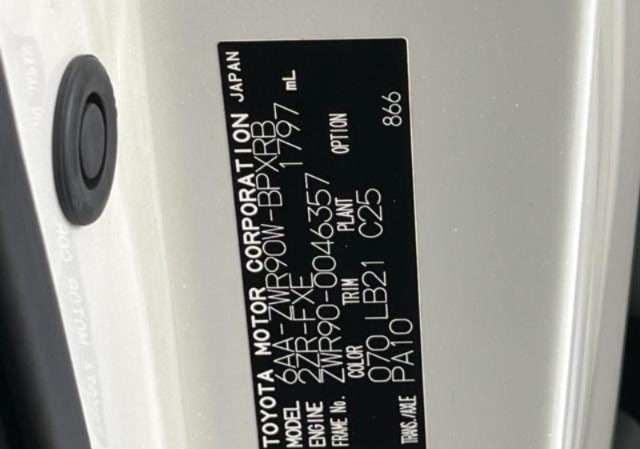 TOYOTA MOTOR CORPORATION JAPAN
MODEL 6AA-ZWR90W-BPXRB
ENGINE 2ZR-FXE 1797 mL
FRAME No. ZWR90-0046357
COLOR TRIM PLANT OPTION
070 LB21 C25
TRANS./AXLE PA10 866